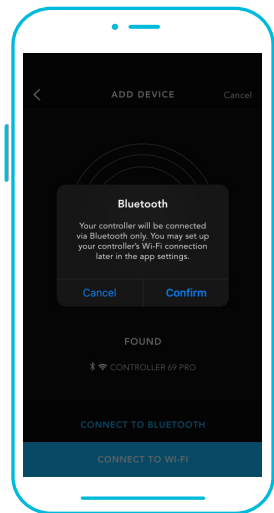 ADD DEVICE Cancel
Bluetooth
Your controller will be connected
via Bluetooth only. You may set up
your controller's Wi-Fi connection
later in the app settings.
Cancel Confirm
FOUND
CONTROLLER 69 PRO
CONNECT TO BLUETOOTH
CONNECT TO WI-FI